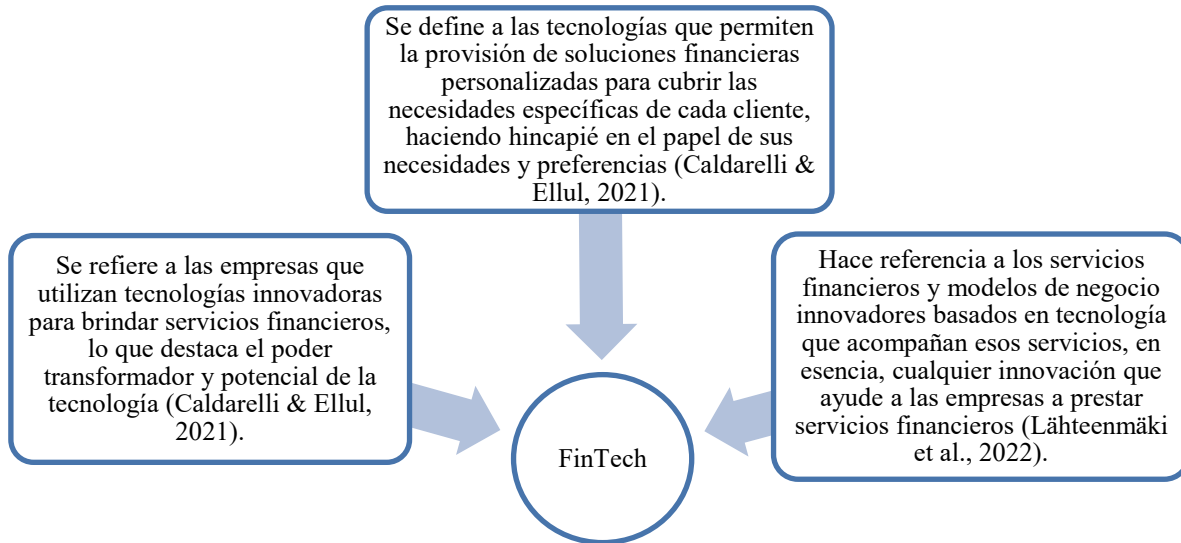 Se define a las tecnologías que permiten
la provisión de soluciones financieras
personalizadas para cubrir las
necesidades específicas de cada cliente,
haciendo hincapié en el papel de sus
necesidades y preferencias (Caldarelli &
Ellul, 2021).
Se refiere a las empresas que
utilizan tecnologías innovadoras
para brindar servicios financieros,
lo que destaca el poder
transformador y potencial de la
tecnología (Caldarelli & Ellul,
2021).
Hace referencia a los servicios
financieros y modelos de negocio
innovadores basados en tecnología
que acompañan esos servicios, en
esencia, cualquier innovación que
ayude a las empresas a prestar
servicios financieros (Lähteenmäki
et al., 2022).
FinTech